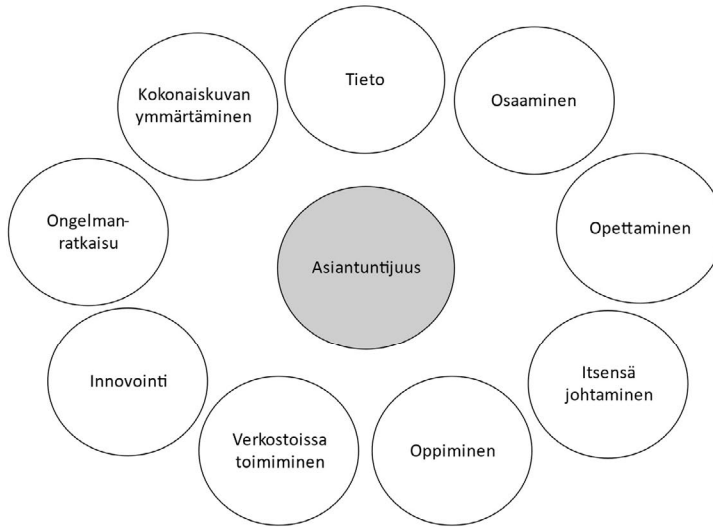 Tieto
Osaaminen
Opettaminen
Itsensä
johtaminen
Oppiminen
Verkostoissa
toimiminen
Innovointi
Ongelman-
ratkaisu
Kokonaiskuvan
ymmärtäminen
Asiantuntijuus